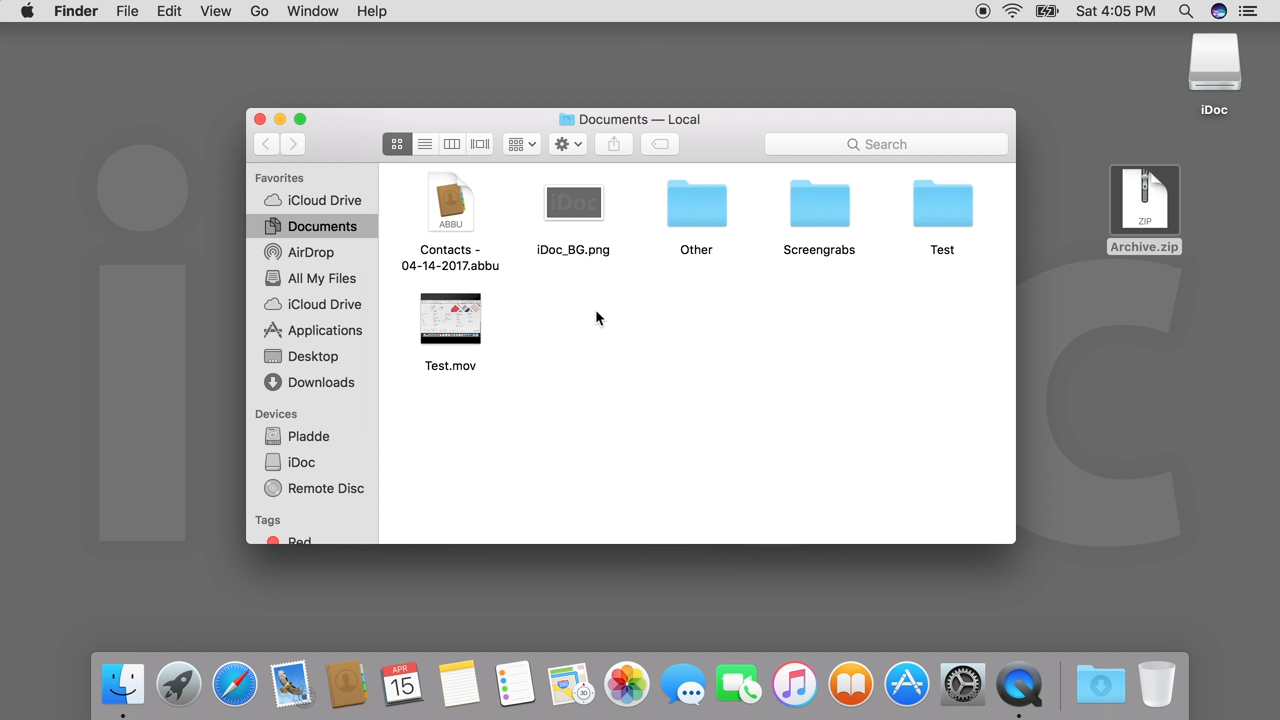 Finder File Edit View Go Window Help Sat 4:05 PM
iDoc
Documents — Local
Search
Favorites
iCloud Drive
Documents
AirDrop
All My Files
iCloud Drive
Applications
Desktop
Downloads
Devices
Pladde
iDoc
Remote Disc
Tags
Red
ABBU
Contacts -
04-14-2017.abbu
iDoc
iDoc_BG.png
Other
Screengrabs
Test
Test.mov
ZIP
Archive.zip
APR
15
3D